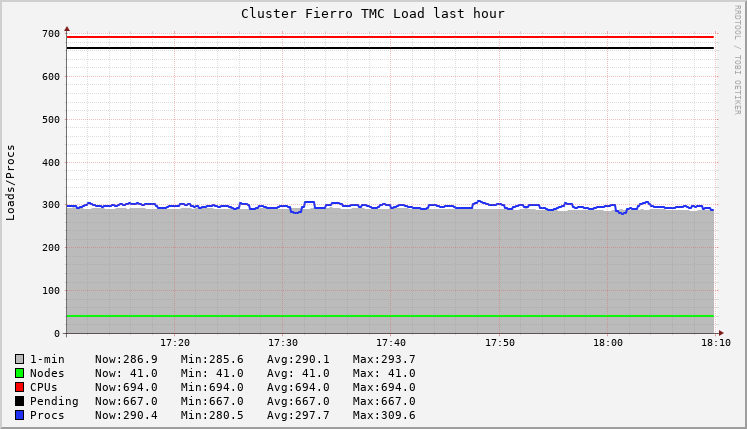 Cluster Fierro TMC Load last hour
RRDTOOL / TOBI OETIKER
Loads/Procs
700
600
500
400
300
200
100
0
17:20 17:30 17:40 17:50 18:00 18:10
1-min Now:286.9 Min:285.6 Avg:290.1 Max:293.7
Nodes Now: 41.0 Min: 41.0 Avg: 41.0 Max: 41.0
CPUs Now:694.0 Min:694.0 Avg:694.0 Max:694.0
Pending Now:667.0 Min:667.0 Avg:667.0 Max:667.0
Procs Now:290.4 Min:280.5 Avg:297.7 Max:309.6